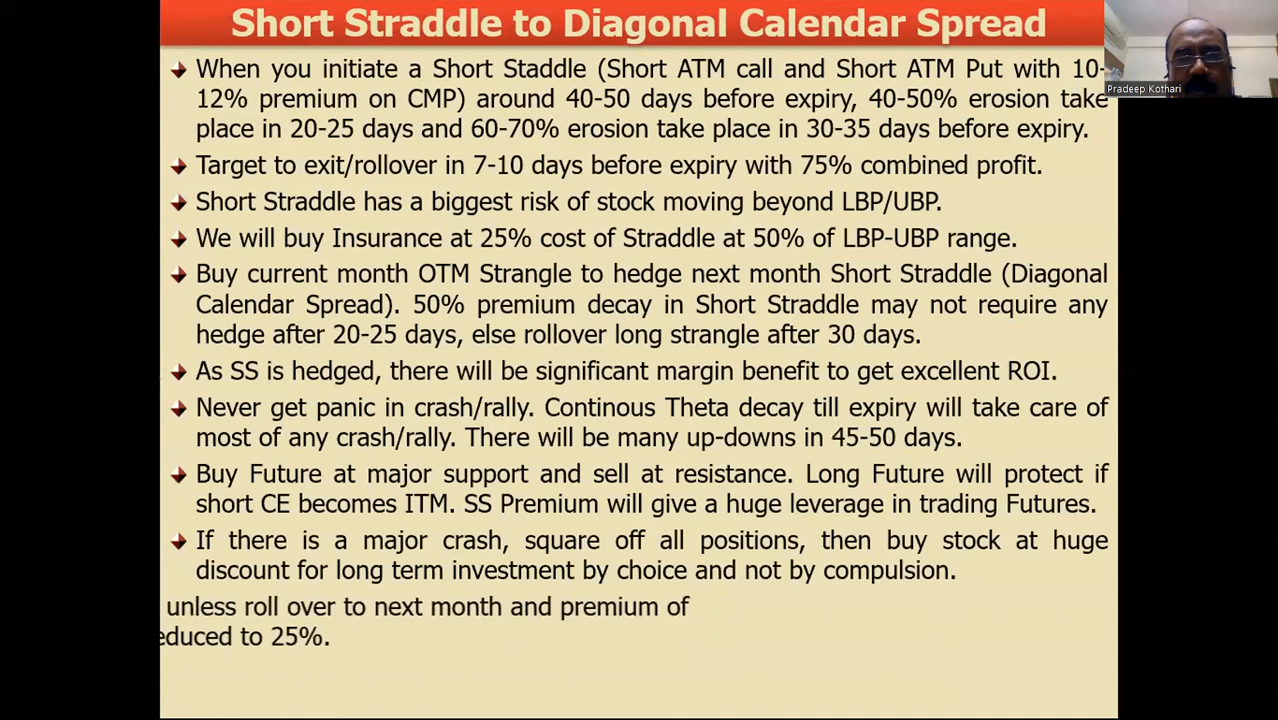 Short Straddle to Diagonal Calendar Spread
When you initiate a Short Staddle (Short ATM call and Short ATM Put with 10-
12% premium on CMP) around 40-50 days before expiry, 40-50% erosion take
place in 20-25 days and 60-70% erosion take place in 30-35 days before expiry.
Target to exit/rollover in 7-10 days before expiry with 75% combined profit.
Short Straddle has a biggest risk of stock moving beyond LBP/UBP.
We will buy Insurance at 25% cost of Straddle at 50% of LBP-UBP range.
Buy current month OTM Strangle to hedge next month Short Straddle (Diagonal
Calendar Spread). 50% premium decay in Short Straddle may not require any
hedge after 20-25 days, else rollover long strangle after 30 days.
As SS is hedged, there will be significant margin benefit to get excellent ROI.
Never get panic in crash/rally. Continous Theta decay till expiry will take care of
most of any crash/rally. There will be many up-downs in 45-50 days.
Buy Future at major support and sell at resistance. Long Future will protect if
short CE becomes ITM. SS Premium will give a huge leverage in trading Futures.
If there is a major crash, square off all positions, then buy stock at huge
discount for long term investment by choice and not by compulsion.
unless roll over to next month and premium of
educed to 25%.
Pradeep Kothari